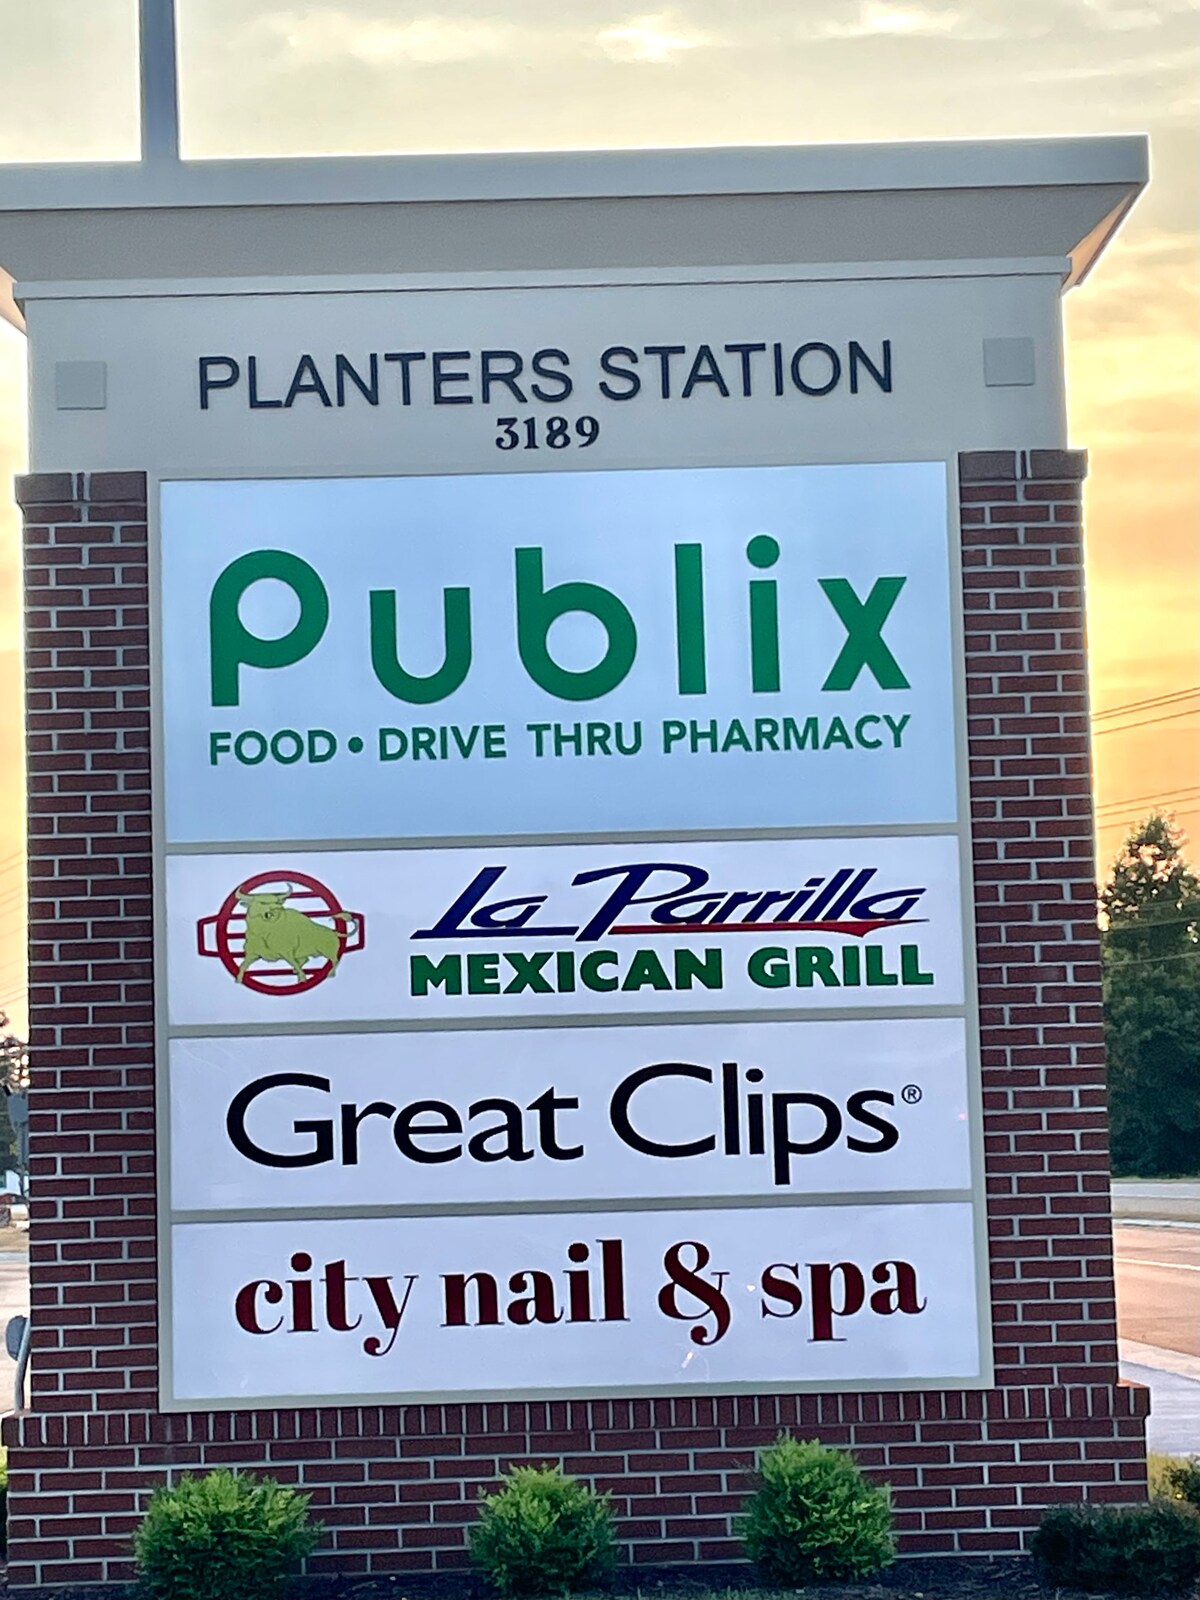 PLANTERS STATION
3189
Publix
FOOD • DRIVE THRU PHARMACY
La Parrilla
MEXICAN GRILL
Great Clips®
city nail & spa